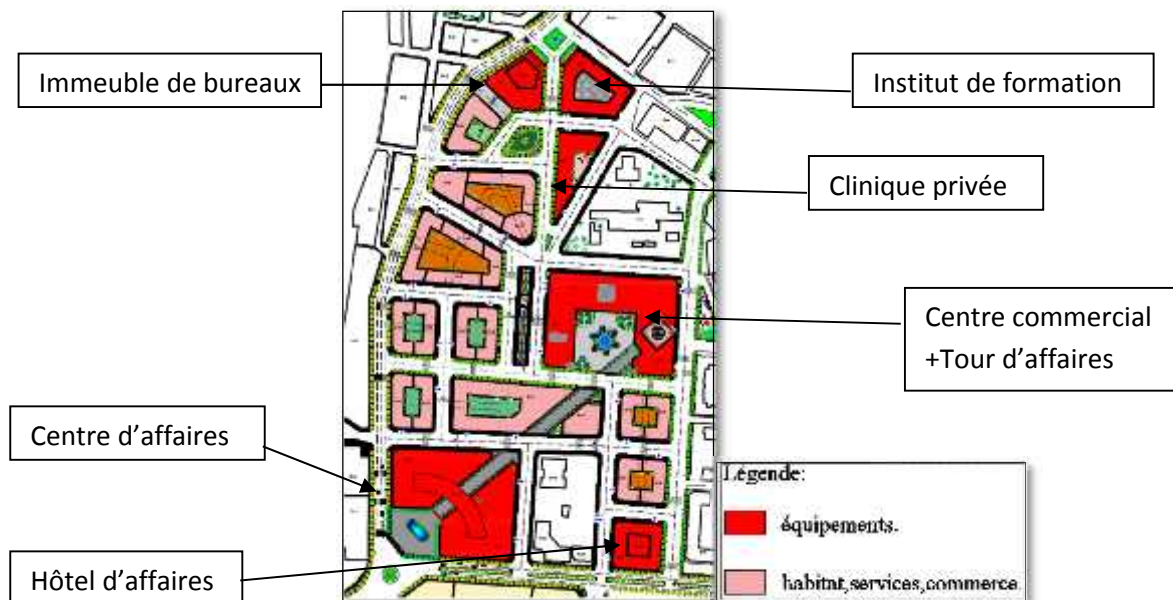 Immeuble de bureaux
Institut de formation
Clinique privée
Centre commercial
+Tour d’affaires
Centre d’affaires
Hôtel d’affaires
Légende:
équipements.
habitat,services,commerce